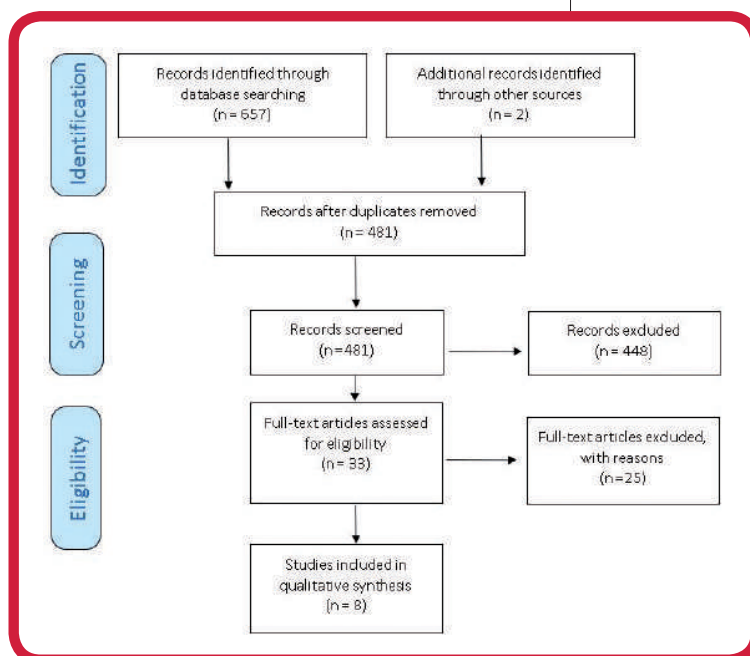 Identification
Records identified through
database searching
(n = 657)
Additional records identified
through other sources
(n = 2)
Records after duplicates removed
(n = 481)
Screening
Records screened
(n=481)
Records excluded
(n = 448)
Eligibility
Full-text articles assessed
for eligibility
(n = 33)
Full-text articles excluded,
with reasons
(n=25)
Studies included in
qualitative synthesis
(n = 8)